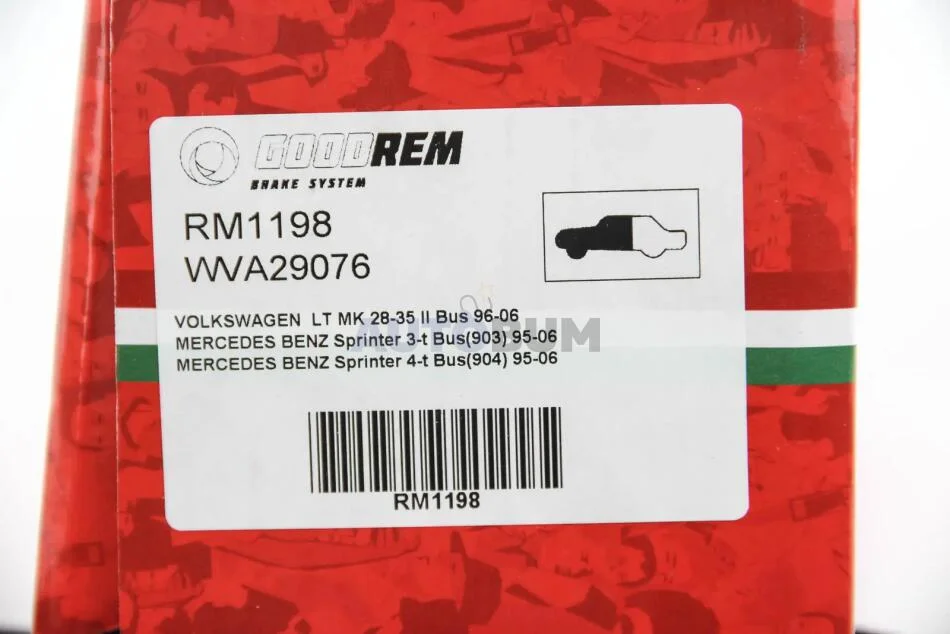 GOODREM
BRAKE SYSTEM
RM1198
WVA29076
VOLKSWAGEN LT MK 28-35 II Bus 96-06
MERCEDES BENZ Sprinter 3-t Bus(903) 95-06
MERCEDES BENZ Sprinter 4-t Bus(904) 95-06
AUTOBUM
RM1198